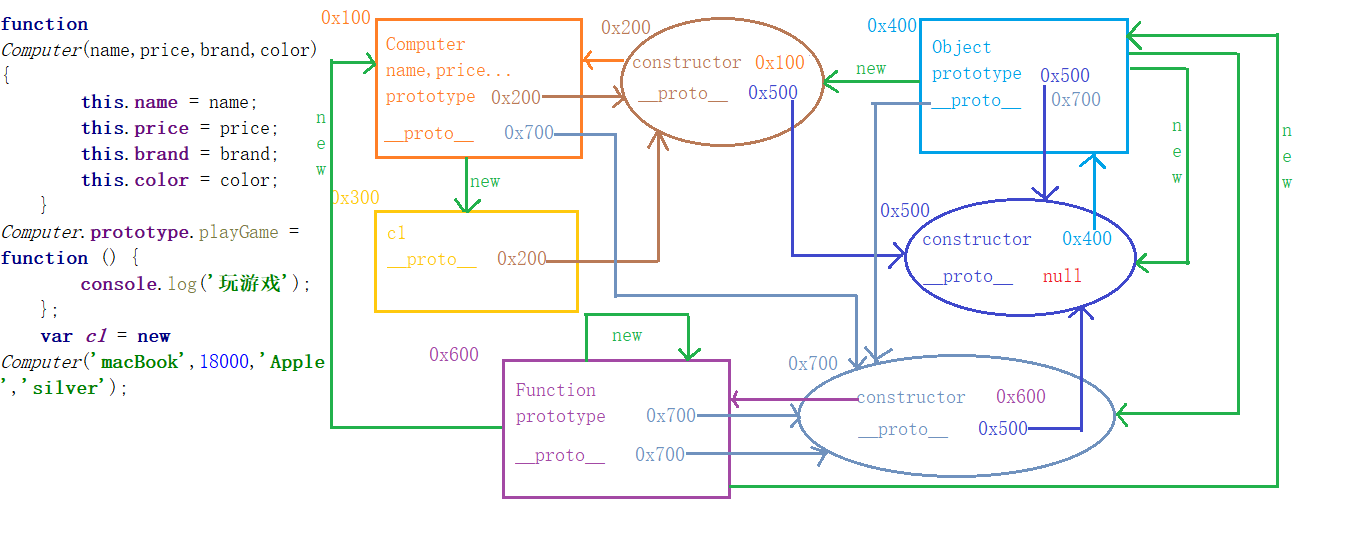 function
Computer(name,price,brand,color)
{
this.name = name;
this.price = price;
this.brand = brand;
this.color = color;
}
Computer.prototype.playGame =
function () {
console.log('玩游戏');
};
var c1 = new
Computer('macBook',18000,'Apple
','silver');
0x100
Computer
name,price...
prototype 0x200
__proto__ 0x700
new
new
0x300
c1
__proto__ 0x200
0x200
constructor 0x100
__proto__ 0x500
new
0x400
Object
prototype 0x500
__proto__ 0x700
new
new
0x500
constructor 0x400
__proto__ null
0x600
new
Function
prototype 0x700
__proto__ 0x700
0x700
constructor 0x600
__proto__ 0x500